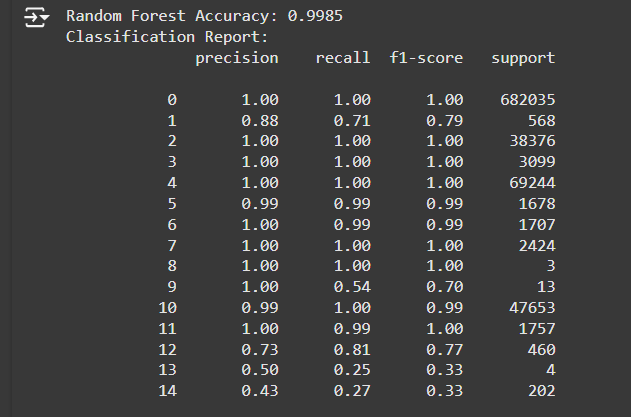 Random Forest Accuracy: 0.9985
Classification Report:
precision recall f1-score support
0 1.00 1.00 1.00 682035
1 0.88 0.71 0.79 568
2 1.00 1.00 1.00 38376
3 1.00 1.00 1.00 3099
4 1.00 1.00 1.00 69244
5 0.99 0.99 0.99 1678
6 1.00 0.99 0.99 1707
7 1.00 1.00 1.00 2424
8 1.00 1.00 1.00 3
9 1.00 0.54 0.70 13
10 0.99 1.00 0.99 47653
11 1.00 0.99 1.00 1757
12 0.73 0.81 0.77 460
13 0.50 0.25 0.33 4
14 0.43 0.27 0.33 202